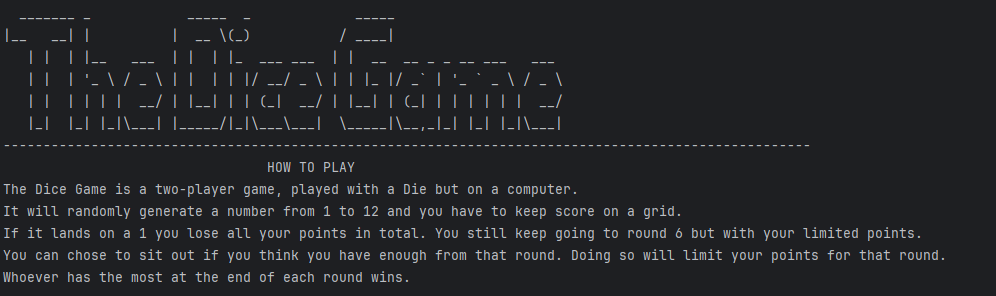 The Dice Game
HOW TO PLAY
The Dice Game is a two-player game, played with a Die but on a computer.
It will randomly generate a number from 1 to 12 and you have to keep score on a grid.
If it lands on a 1 you lose all your points in total. You still keep going to round 6 but with your limited points.
You can chose to sit out if you think you have enough from that round. Doing so will limit your points for that round.
Whoever has the most at the end of each round wins.